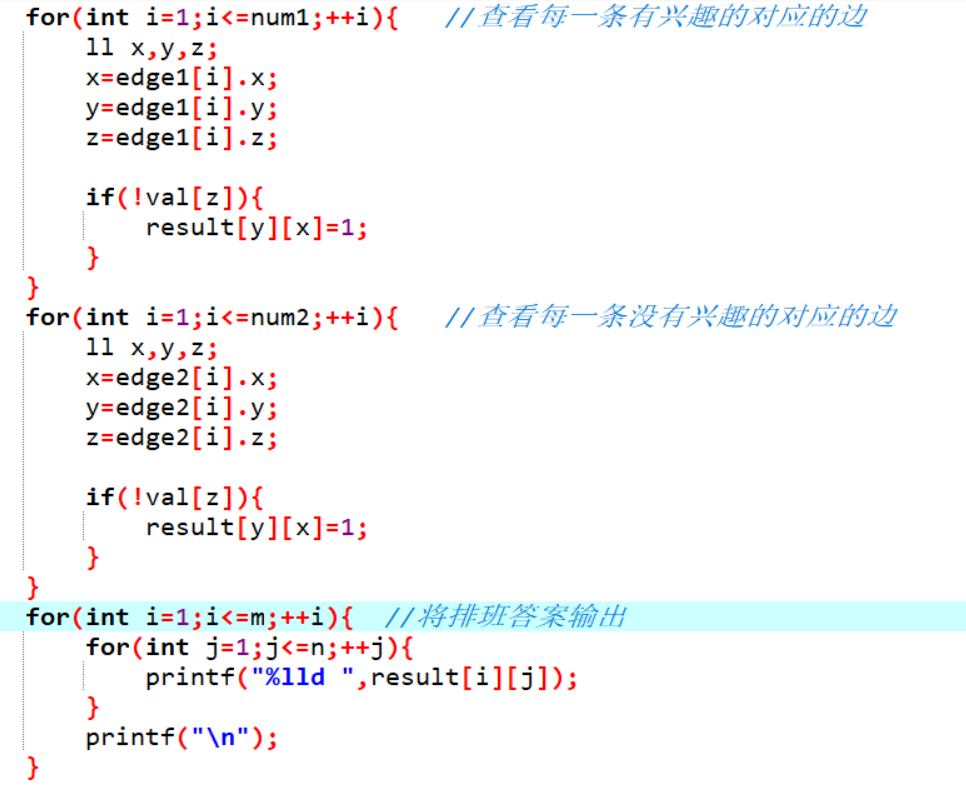 for(int i=1;i<=num1;++i){ //查看每一条有兴趣的对应的边
ll x,y,z;
x=edge1[i].x;
y=edge1[i].y;
z=edge1[i].z;
if(!val[z]){
result[y][x]=1;
}
}
for(int i=1;i<=num2;++i){ //查看每一条没有兴趣的对应的边
ll x,y,z;
x=edge2[i].x;
y=edge2[i].y;
z=edge2[i].z;
if(!val[z]){
result[y][x]=1;
}
}
for(int i=1;i<=m;++i){ //将排班答案输出
for(int j=1;j<=n;++j){
printf("%lld ",result[i][j]);
}
printf("\n");
}